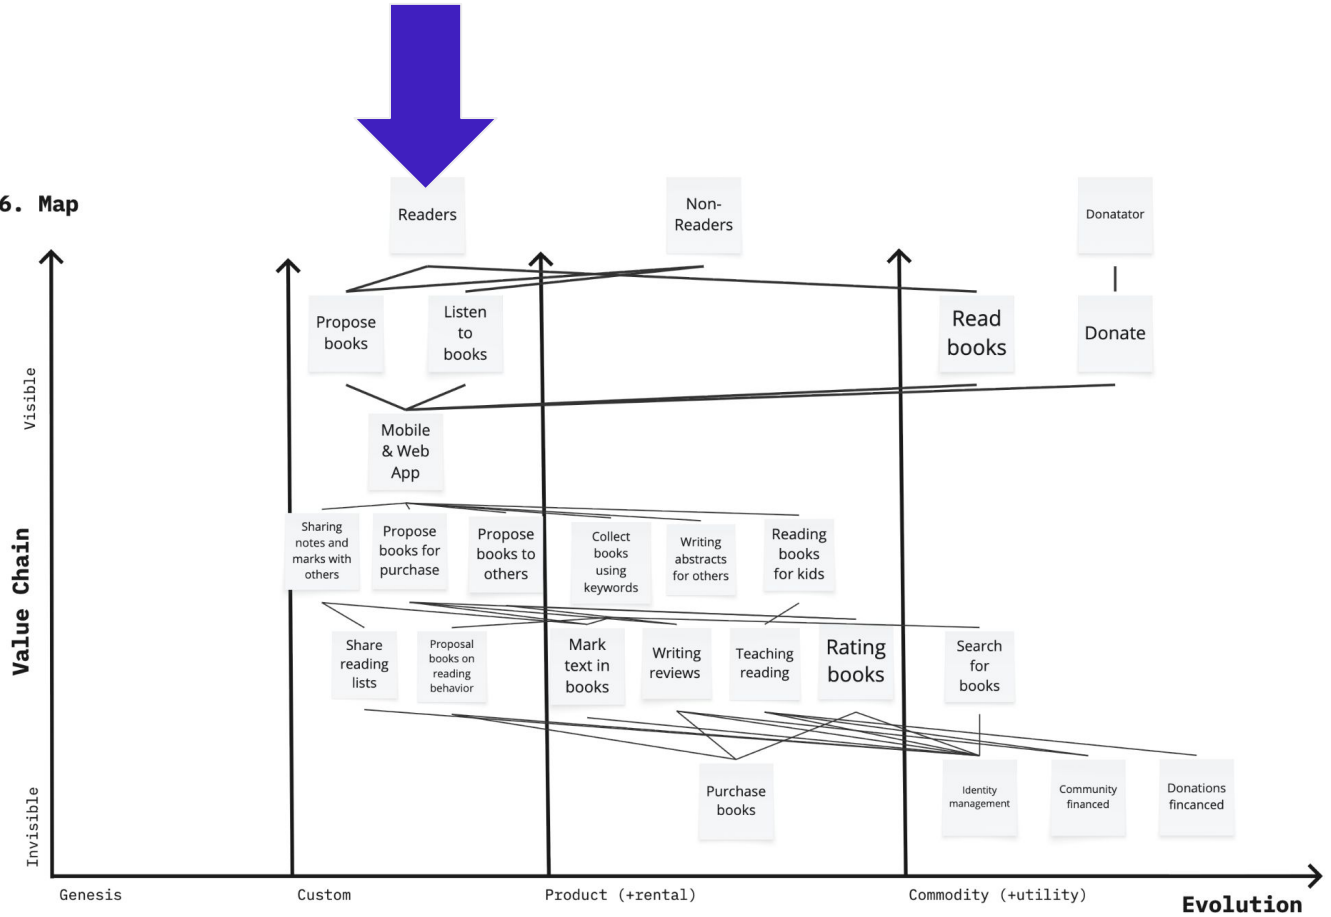 6. Map
Readers
Non-
Readers
Donatator
Propose
books
Listen
to
books
Read
books
Donate
Mobile
& Web
App
Visible
Value Chain
Invisible
Sharing
notes and
marks with
others
Propose
books for
purchase
Propose
books to
others
Collect
books
using
keywords
Writing
abstracts
for others
Reading
books
for kids
Share
reading
lists
Proposal
books on
reading
behavior
Mark
text in
books
Writing
reviews
Teaching
reading
Rating
books
Search
for
books
Purchase
books
Identity
management
Community
financed
Donations
fincanced
Genesis
Custom
Product (+rental)
Commodity (+utility)
Evolution